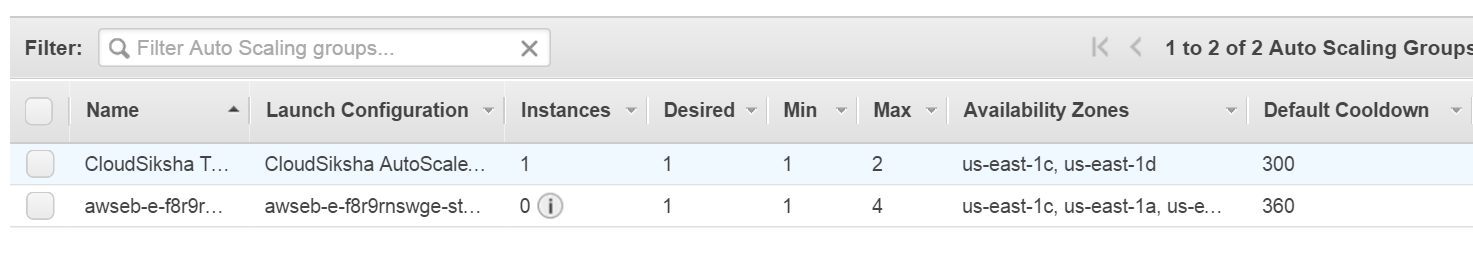 Filter: Filter Auto Scaling groups... 1 to 2 of 2 Auto Scaling Groups
Name Launch Configuration Instances Desired Min Max Availability Zones Default Cooldown
CloudSiksha T... CloudSiksha AutoScale... 1 1 1 2 us-east-1c, us-east-1d 300
awseb-e-f8r9r... awseb-e-f8r9rnswge-st... 0 i 1 1 4 us-east-1c, us-east-1a, us-e... 360